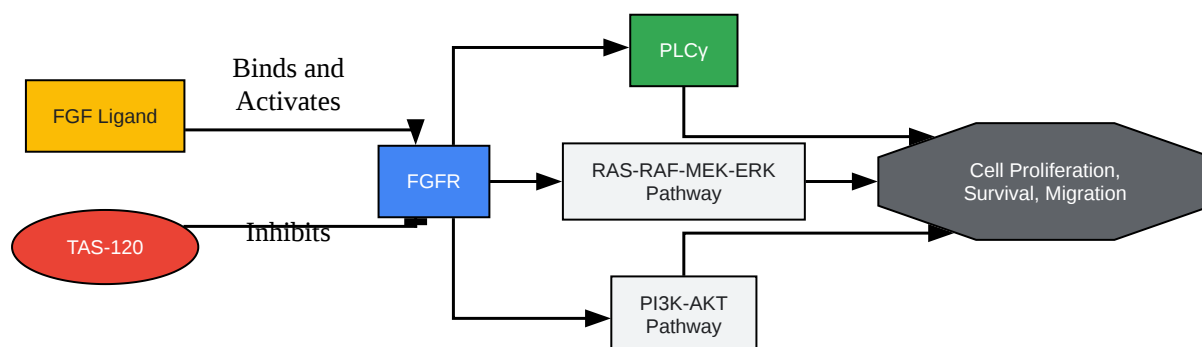 Binds and
Activates
FGF Ligand
FGFR
TAS-120
Inhibits
PLCγ
RAS-RAF-MEK-ERK
Pathway
PI3K-AKT
Pathway
Cell Proliferation,
Survival, Migration